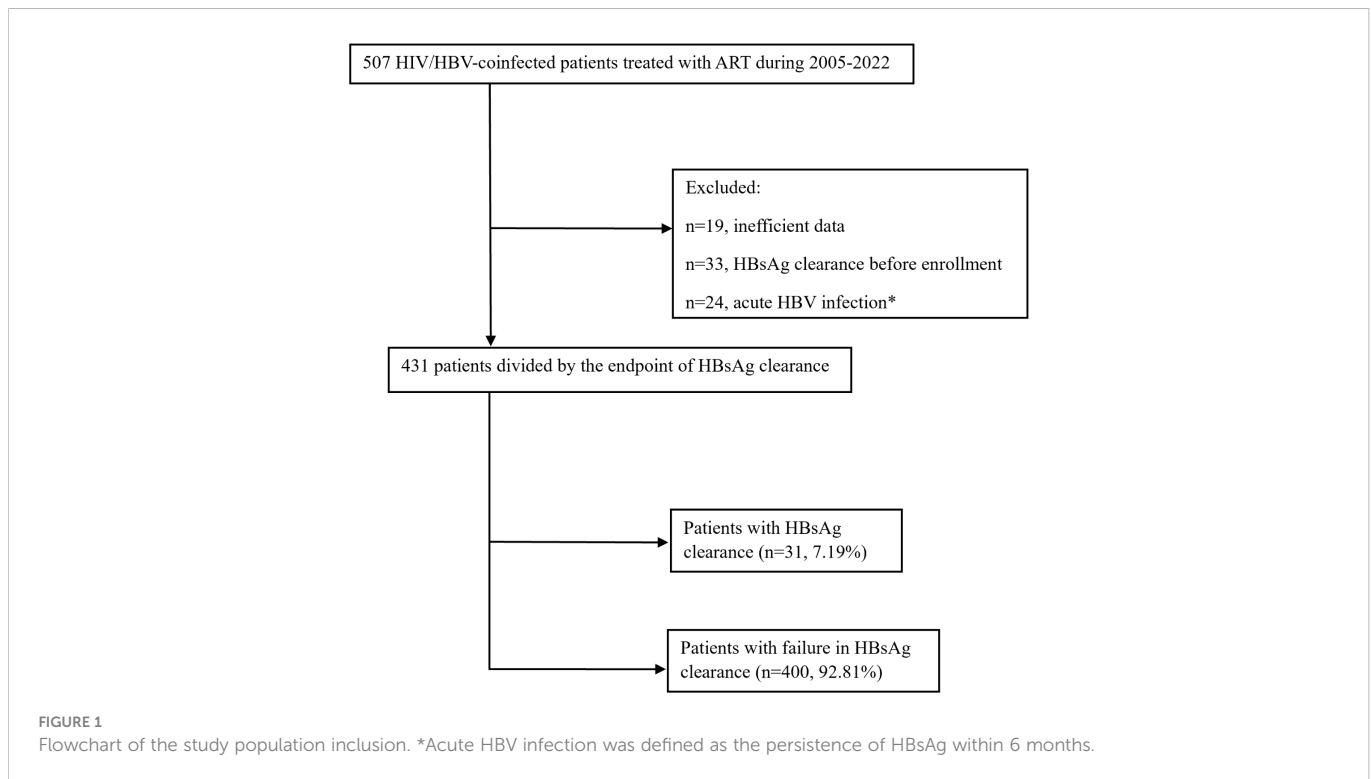 507 HIV/HBV-coinfected patients treated with ART during 2005-2022
Excluded:
n=19, inefficient data
n=33, HBsAg clearance before enrollment
n=24, acute HBV infection*
431 patients divided by the endpoint of HBsAg clearance
Patients with HBsAg
clearance (n=31, 7.19%)
Patients with failure in HBsAg
clearance (n=400, 92.81%)
FIGURE 1
Flowchart of the study population inclusion. *Acute HBV infection was defined as the persistence of HBsAg within 6 months.